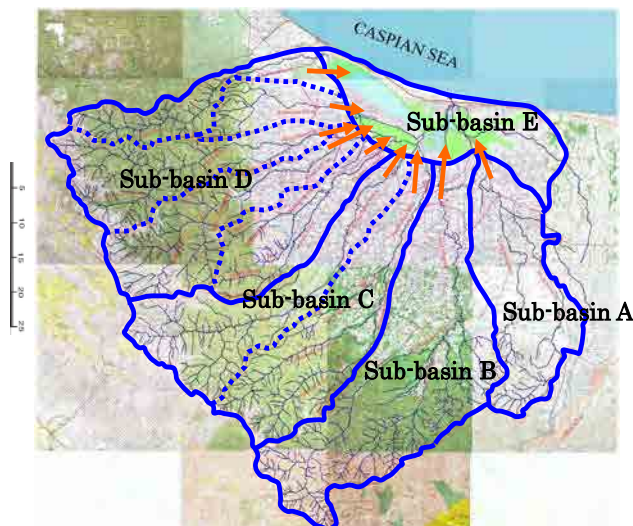 CASPIAN SEA
Sub-basin E
Sub-basin D
Sub-basin C
Sub-basin A
Sub-basin B
5
10
15
20
25